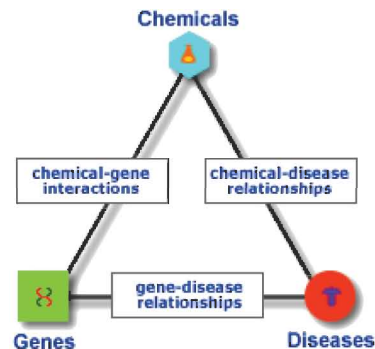 Chemicals
chemical-gene
interactions
chemical-disease
relationships
gene-disease
relationships
Genes
Diseases